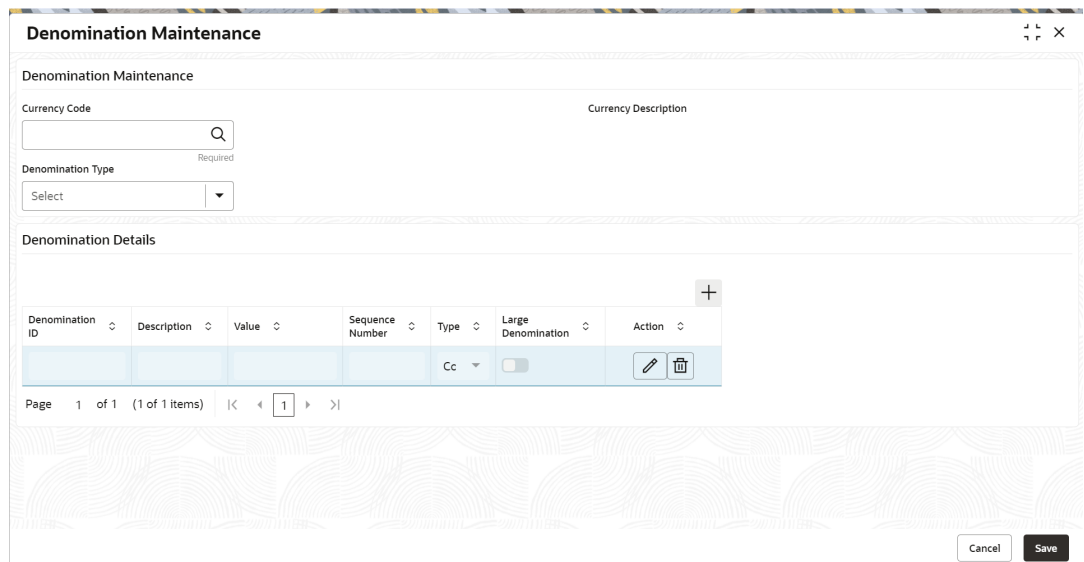 Denomination Maintenance
Denomination Maintenance
Currency Code
Currency Description
Required
Denomination Type
Select
Denomination Details
Denomination ID Description Value Sequence Number Type Large Denomination Action
Cc
Page 1 of 1 (1 of 1 items) 1
Cancel Save